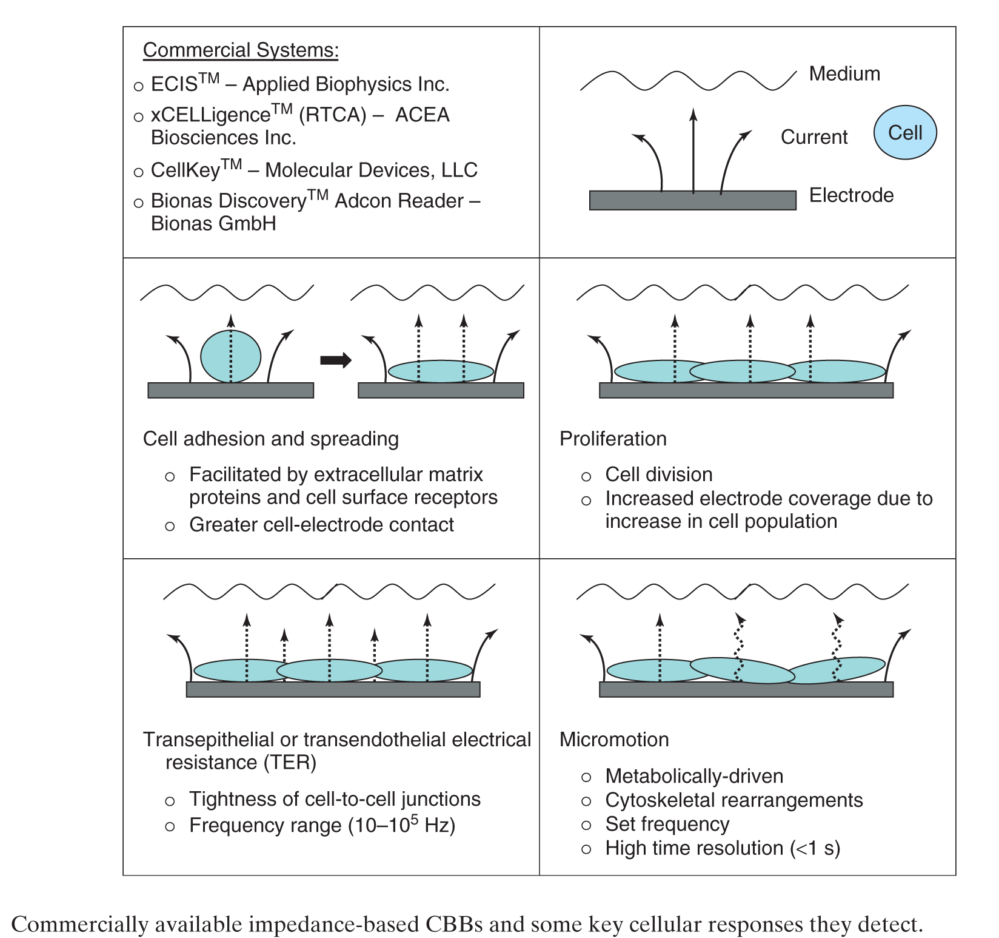 Commercial Systems:
○ ECIS™ – Applied Biophysics Inc.
○ xCELLigence™ (RTCA) – ACEA
Biosciences Inc.
○ CellKey™ – Molecular Devices, LLC
○ Bionas Discovery™ Adcon Reader –
Bionas GmbH
Medium
Current
Cell
Electrode
Cell adhesion and spreading
○ Facilitated by extracellular matrix
proteins and cell surface receptors
○ Greater cell-electrode contact
Proliferation
○ Cell division
○ Increased electrode coverage due to
increase in cell population
Transepithelial or transendothelial electrical
resistance (TER)
○ Tightness of cell-to-cell junctions
○ Frequency range (10–10⁵ Hz)
Micromotion
○ Metabolically-driven
○ Cytoskeletal rearrangements
○ Set frequency
○ High time resolution (<1 s)
Commercially available impedance-based CBBs and some key cellular responses they detect.